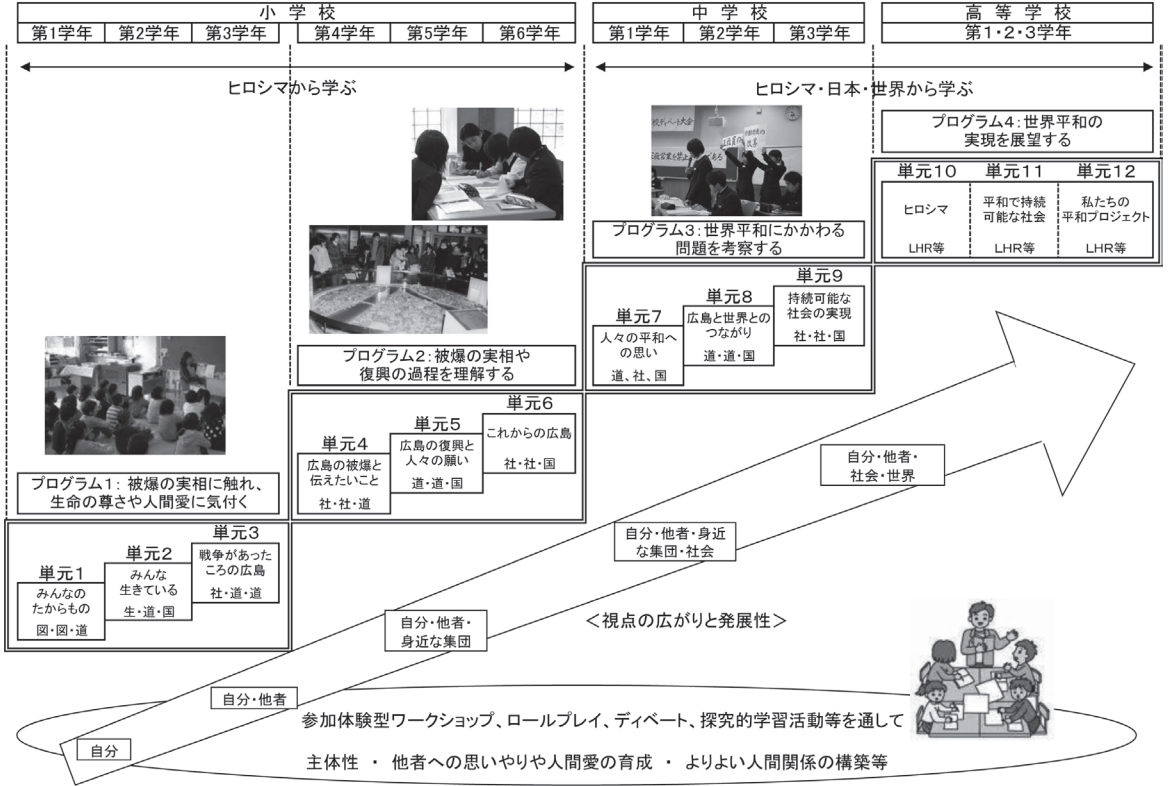 小 学 校
中 学 校
高 等 学 校
第1学年 第2学年 第3学年 第4学年 第5学年 第6学年
第1学年 第2学年 第3学年
第1・2・3学年
ヒロシマから学ぶ
ヒロシマ・日本・世界から学ぶ
プログラム1：被爆の実相に触れ、
生命の尊さや人間愛に気付く
単元1
みんなの
たからもの
図・図・道
単元2
みんな
生きている
生・道・国
単元3
戦争があった
ころの広島
社・道・道
プログラム2：被爆の実相や
復興の過程を理解する
単元4
広島の被爆と
伝えたいこと
社・社・道
単元5
広島の復興と
人々の願い
道・道・国
単元6
これからの広島
社・社・国
プログラム3：世界平和にかかわる
問題を考察する
単元7
人々の平和へ
の思い
道、社、国
単元8
広島と世界との
つながり
道・道・国
単元9
持続可能な
社会の実現
社・社・国
プログラム4：世界平和の
実現を展望する
単元10
ヒロシマ
LHR等
単元11
平和で持続
可能な社会
LHR等
単元12
私たちの
平和プロジェクト
LHR等
自分
自分・他者
自分・他者・
身近な集団
自分・他者・身近
な集団・社会
自分・他者・
社会・世界
＜視点の広がりと発展性＞
参加体験型ワークショップ、ロールプレイ、ディベート、探究的学習活動等を通して
主体性 ・ 他者への思いやりや人間愛の育成 ・ よりよい人間関係の構築等